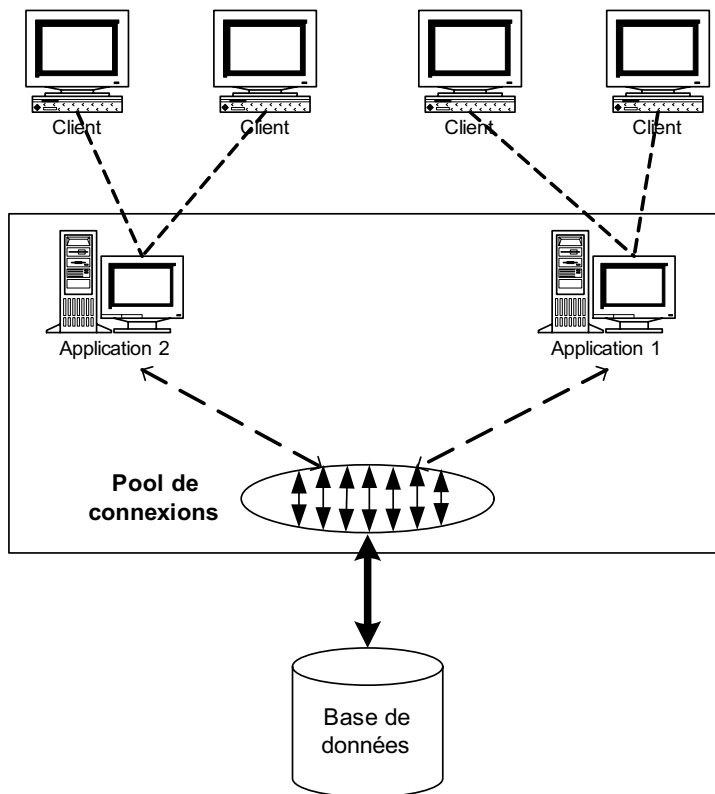 Client
Client
Client
Client
Application 2
Application 1
Pool de
connexions
Base de
données